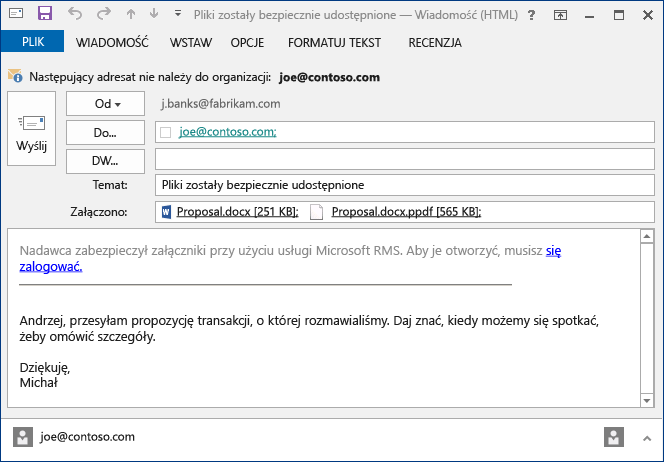 Pliki zostały bezpiecznie udostępnione — Wiadomość (HTML)
PLIK WIADOMOŚĆ WSTAW OPCJE FORMATUJ TEKST RECENZJA
Następujący adresat nie należy do organizacji: joe@contoso.com
Wyślij
Od
j.banks@fabrikam.com
Do...
joe@contoso.com;
DW...
Temat: Pliki zostały bezpiecznie udostępnione
Załączono: Proposal.docx [251 KB]; Proposal.docx.ppdf [565 KB];
Nadawca zabezpieczył załączniki przy użyciu usługi Microsoft RMS. Aby je otworzyć, musisz się
zalogować.
Andrzej, przesyłam propozycję transakcji, o której rozmawialiśmy. Daj znać, kiedy możemy się spotkać,
żeby omówić szczegóły.
Dziękuję,
Michał
joe@contoso.com